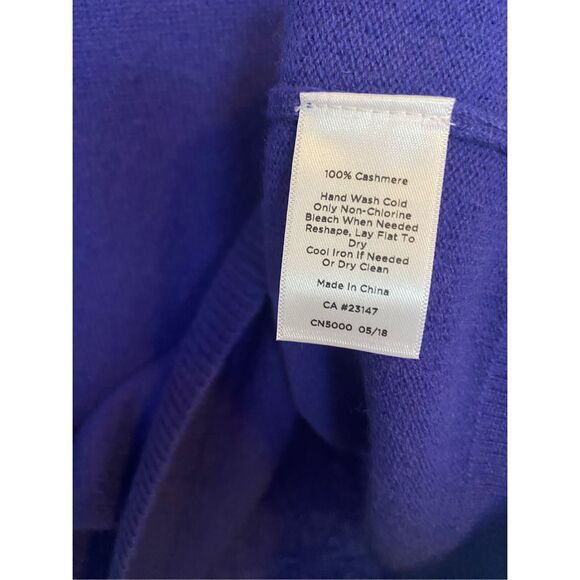 100% Cashmere
Hand Wash Cold
Only Non-Chlorine
Bleach When Needed
Reshape, Lay Flat To
Dry
Cool Iron If Needed
Or Dry Clean
Made In China
CA #23147
CN5000 05/18